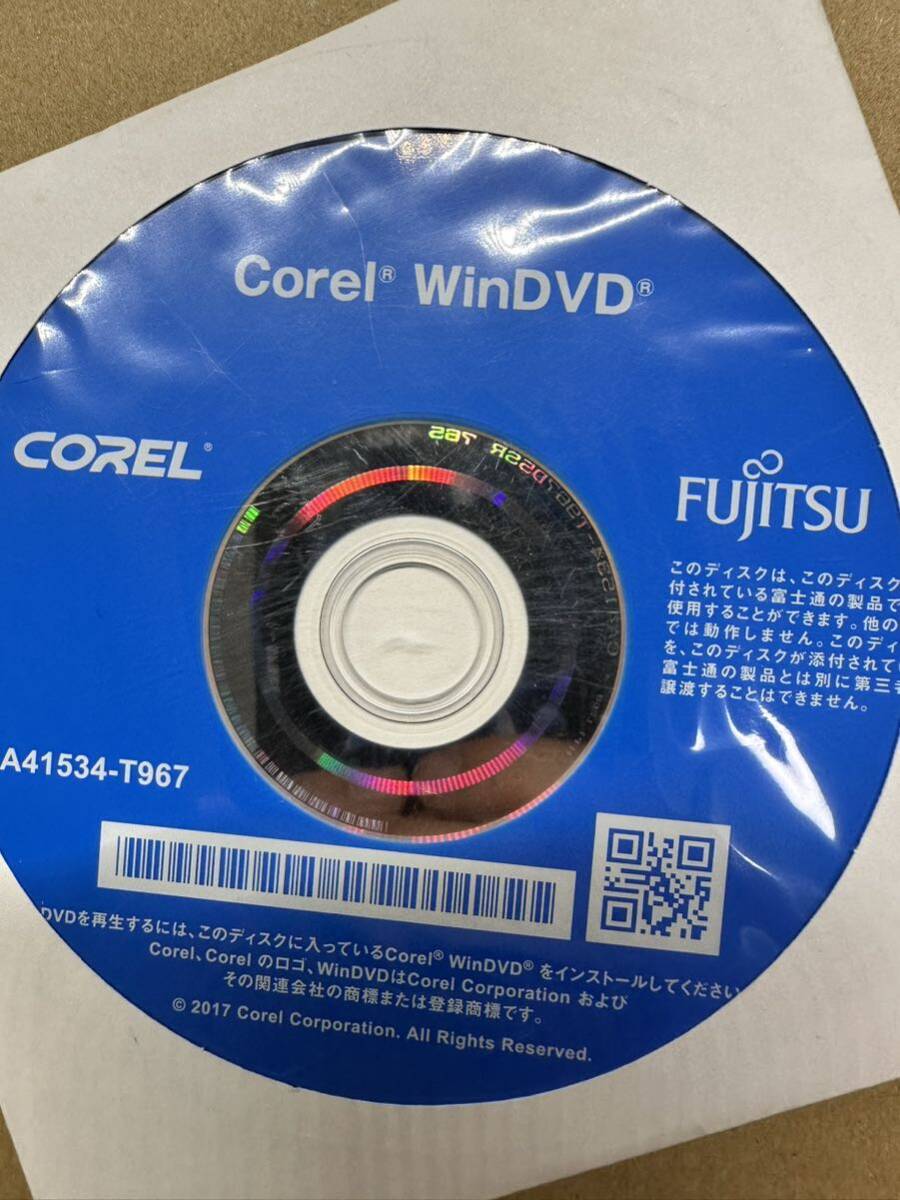 Corel® WinDVD®
COREL®
FUJITSU
このディスクは、このディスク
付されている富士通の製品で
使用することができます。他の
では動作しません。このディ
を、このディスクが添付されてい
富士通の製品とは別に第三
譲渡することはできません。
A41534-T967
DVDを再生するには、このディスクに入っているCorel® WinDVD® をインストールしてください
Corel、Corel のロゴ、WinDVDはCorel Corporation および
その関連会社の商標または登録商標です。
© 2017 Corel Corporation. All Rights Reserved.